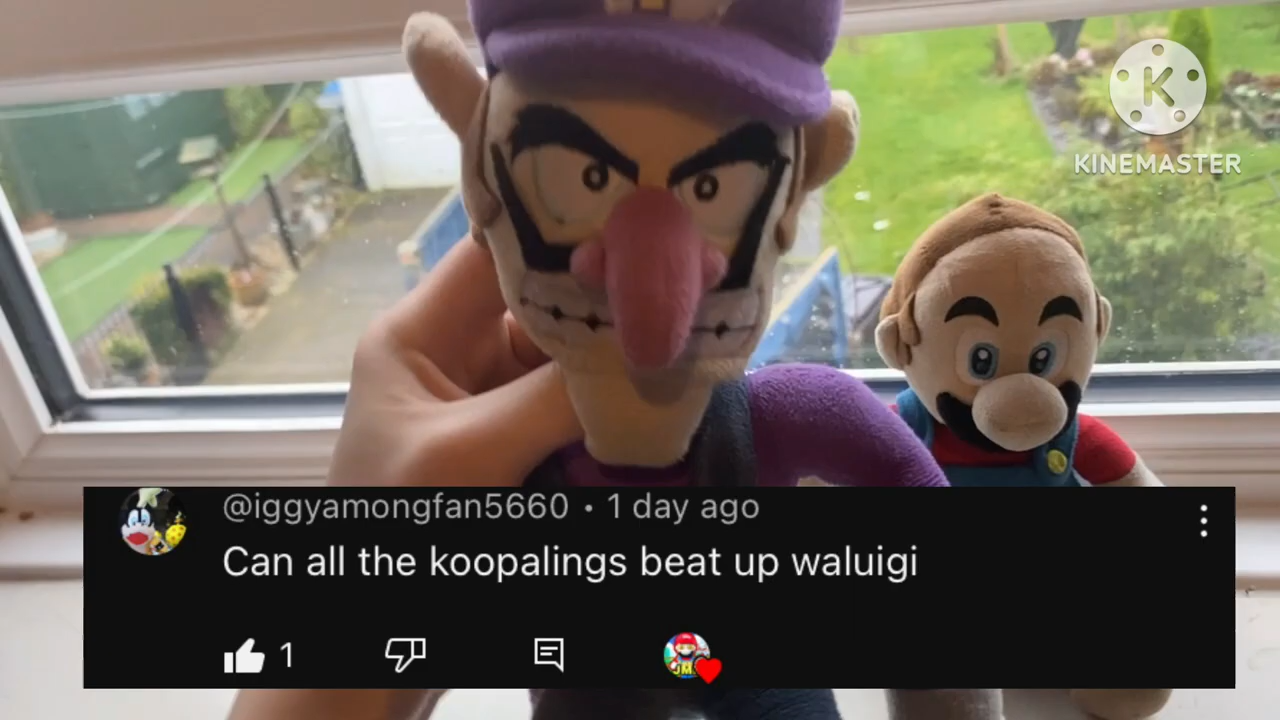 K
KINEMASTER
@iggyamongfan5660 • 1 day ago
Can all the koopalings beat up waluigi
1